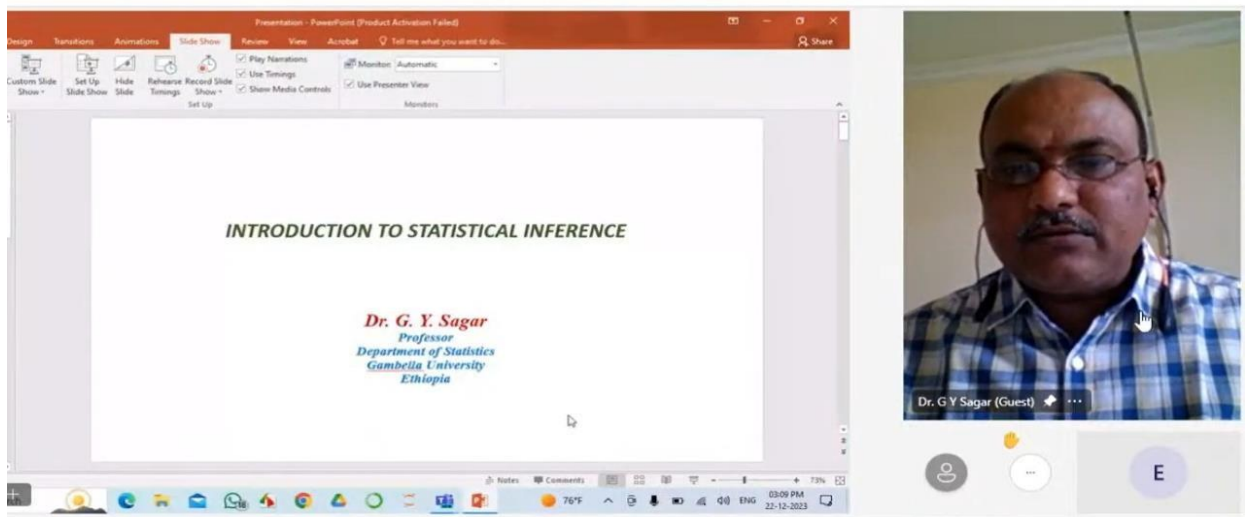 Presentation - PowerPoint (Product Activation Failed)
Design Transitions Animations Slide Show Review View Acrobat Tell me what you want to do... Share
Custom Slide Show
Set Up Slide Show
Hide Slide
Rehearse Timings
Record Slide Show
Play Narrations
Use Timings
Show Media Controls
Monitor: Automatic
Use Presenter View
Set Up
Monitors
INTRODUCTION TO STATISTICAL INFERENCE
Dr. G. Y. Sagar
Professor
Department of Statistics
Gambella University
Ethiopia
Dr. G Y Sagar (Guest)
E
Notes Comments 73%
76°F ENG 03:09 PM
22-12-2023